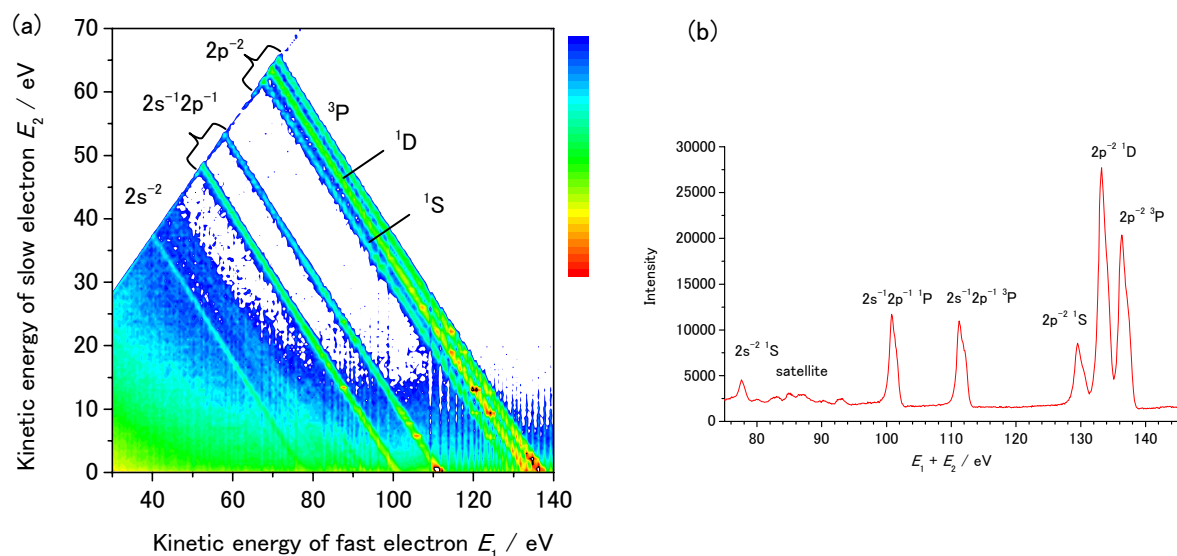 (a)
Kinetic energy of slow electron E₂ / eV
70
60
50
40
30
20
10
0
2p⁻²
2s⁻¹2p⁻¹
2s⁻²
³P
¹D
¹S
40 60 80 100 120 140
Kinetic energy of fast electron E₁ / eV
(b)
Intensity
30000
25000
20000
15000
10000
5000
0
2s⁻² ¹S
satellite
2s⁻¹2p⁻¹ ¹P
2s⁻¹2p⁻¹ ³P
2p⁻² ¹S
2p⁻² ¹D
2p⁻² ³P
80 90 100 110 120 130 140
E₁ + E₂ / eV